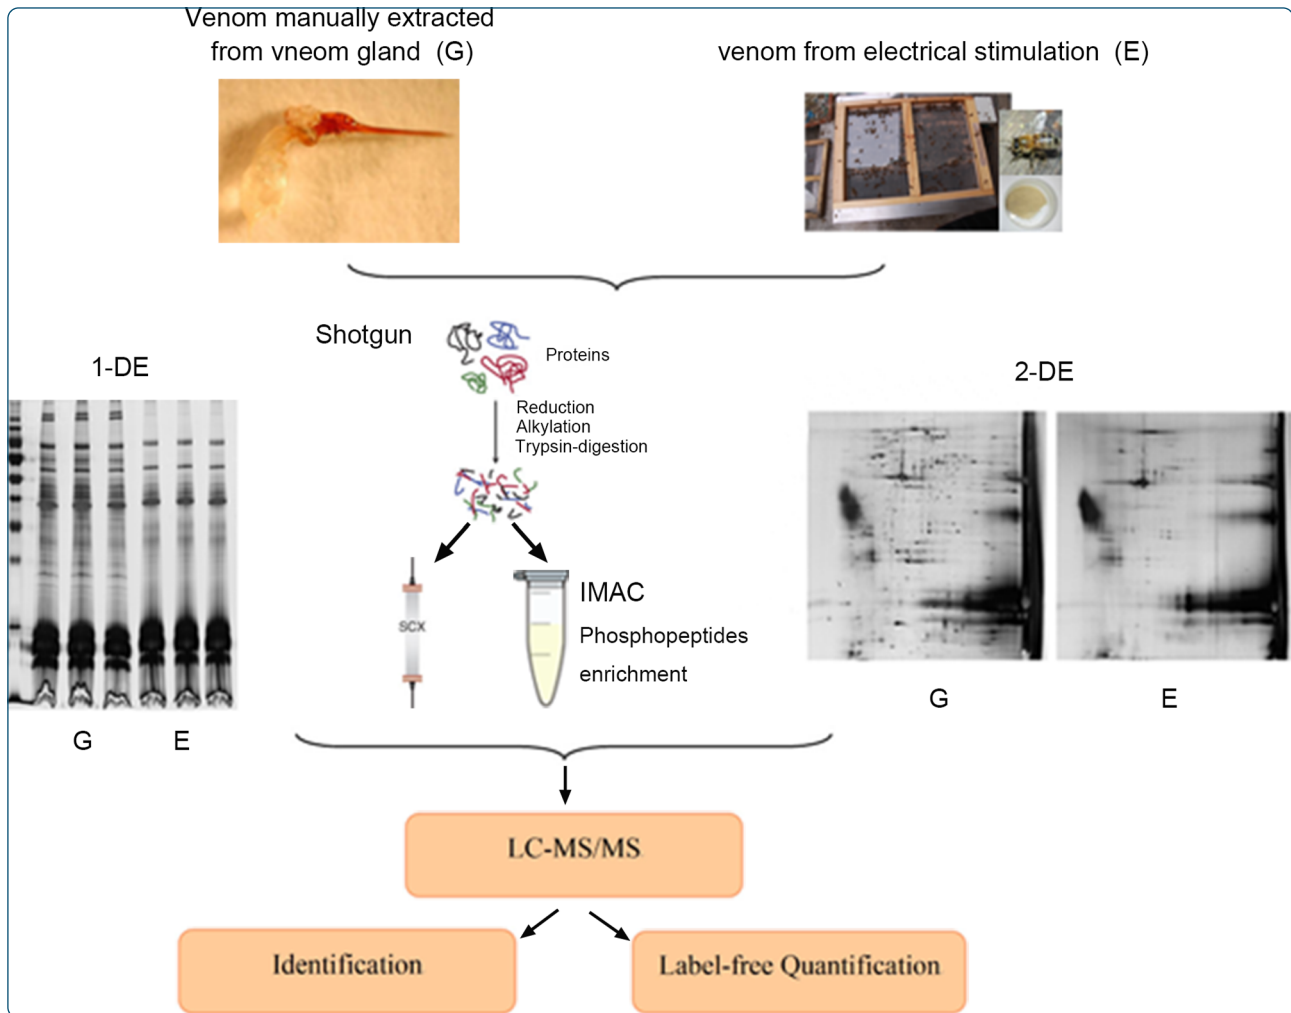 Venom manually extracted
from vneom gland (G)
venom from electrical stimulation (E)
Shotgun
Proteins
1-DE
2-DE
Reduction
Alkylation
Trypsin-digestion
SCX
IMAC
Phosphopeptides
enrichment
G
E
G
E
LC-MS/MS
Identification
Label-free Quantification